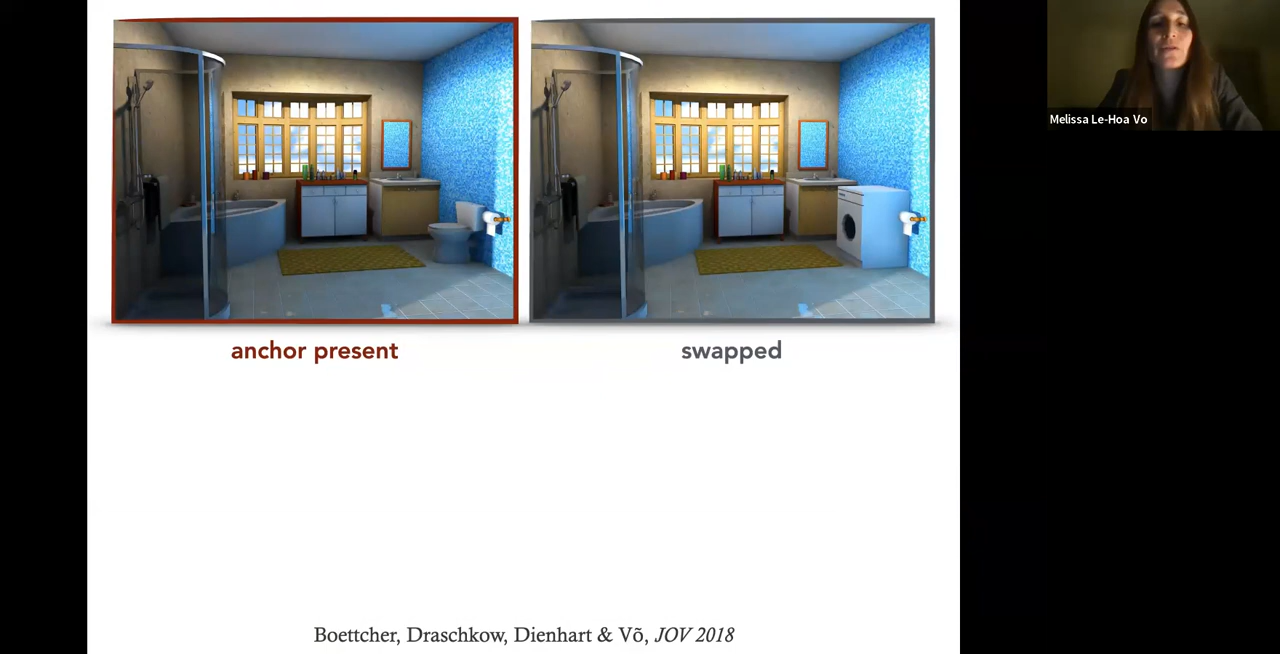 Melissa Le-Hoa Vo
anchor present
swapped
Boettcher, Draschkow, Dienhart & Võ, JOV 2018